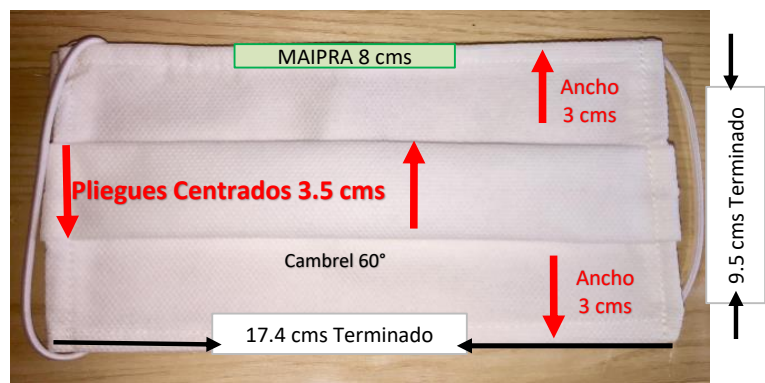 MAIPRA 8 cms
Ancho
3 cms
Pliegues Centrados 3.5 cms
9.5 cms Terminado
Cambrel 60°
Ancho
3 cms
17.4 cms Terminado